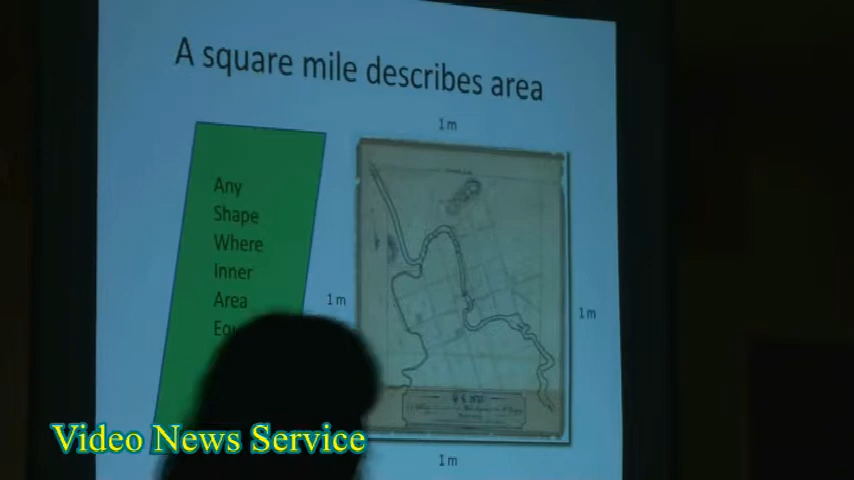 A square mile describes area
1 m
Any
Shape
Where
Inner
Area
1 m
1 m
1 m
Video News Service